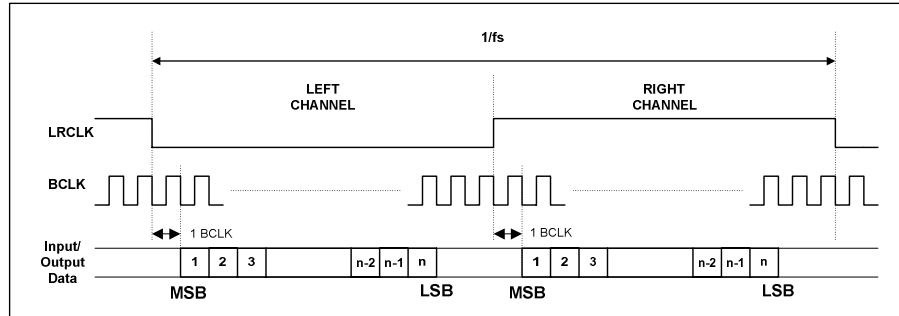 1/fs
LEFT
CHANNEL
RIGHT
CHANNEL
LRCLK
BCLK
1 BCLK
1 BCLK
Input/
Output
Data
1 2 3 n-2 n-1 n 1 2 3 n-2 n-1 n
MSB LSB MSB LSB